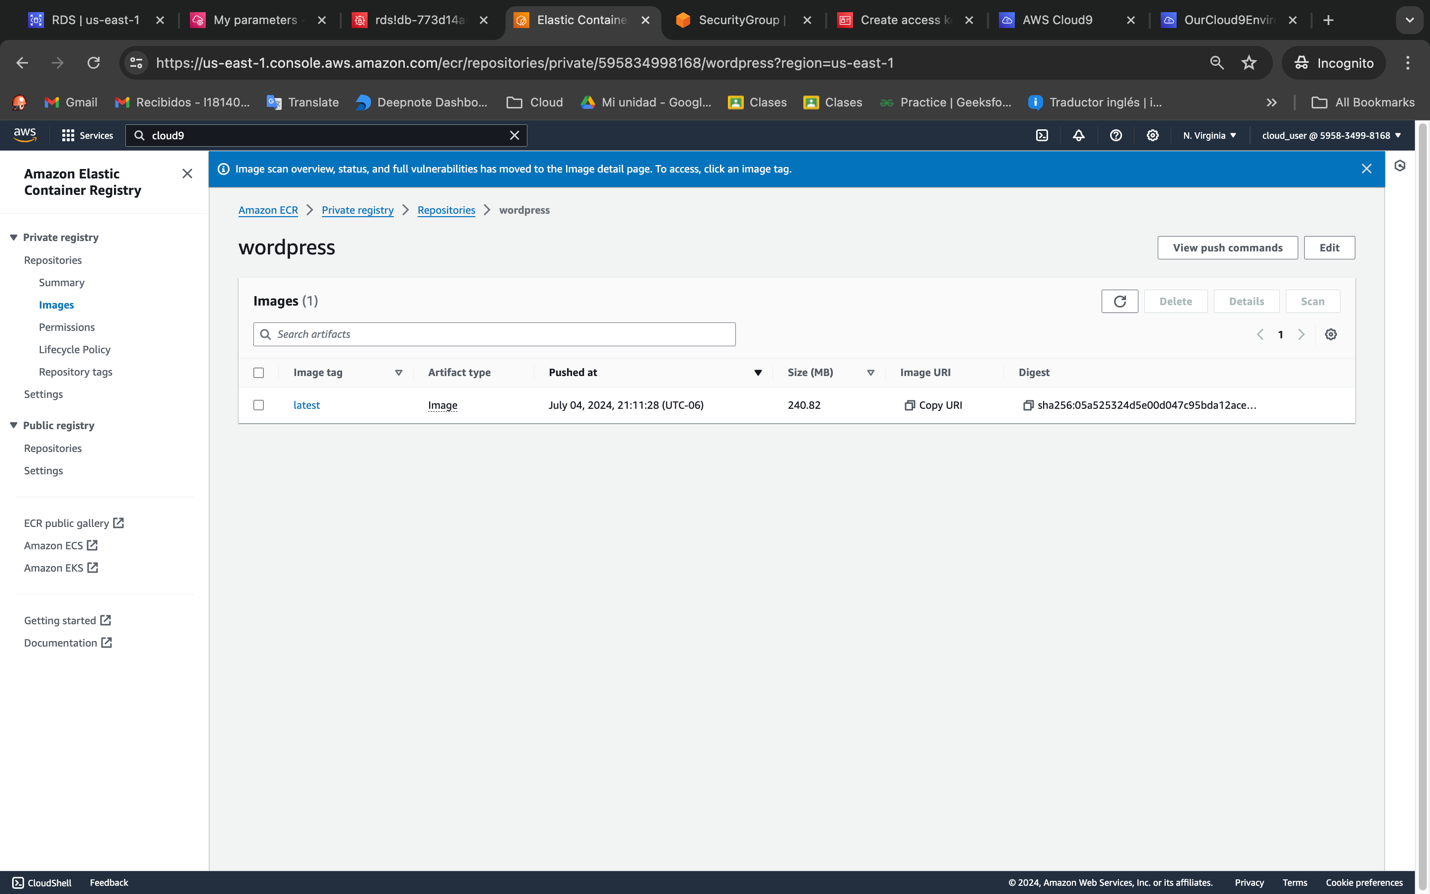 RDS | us-east-1
My parameters
rds!db-773d14a
Elastic Containe
SecurityGroup |
Create access k
AWS Cloud9
OurCloud9Envir
https://us-east-1.console.aws.amazon.com/ecr/repositories/private/595834998168/wordpress?region=us-east-1
Incognito
Gmail
Recibidos - l18140...
Translate
Deepnote Dashbo...
Cloud
Mi unidad - Googl...
Clases
Clases
Practice | Geeksfo...
Traductor inglés | i...
All Bookmarks
aws
Services
cloud9
N. Virginia
cloud_user @ 5958-3499-8168
Amazon Elastic
Container Registry
Private registry
Repositories
Summary
Images
Permissions
Lifecycle Policy
Repository tags
Settings
Public registry
Repositories
Settings
ECR public gallery
Amazon ECS
Amazon EKS
Getting started
Documentation
Image scan overview, status, and full vulnerabilities has moved to the Image detail page. To access, click an image tag.
Amazon ECR > Private registry > Repositories > wordpress
wordpress
View push commands
Edit
Images (1)
Delete
Details
Scan
Search artifacts
1
Image tag
Artifact type
Pushed at
Size (MB)
Image URI
Digest
latest
Image
July 04, 2024, 21:11:28 (UTC-06)
240.82
Copy URI
sha256:05a525324d5e00d047c95bda12ace...
CloudShell
Feedback
© 2024, Amazon Web Services, Inc. or its affiliates.
Privacy
Terms
Cookie preferences